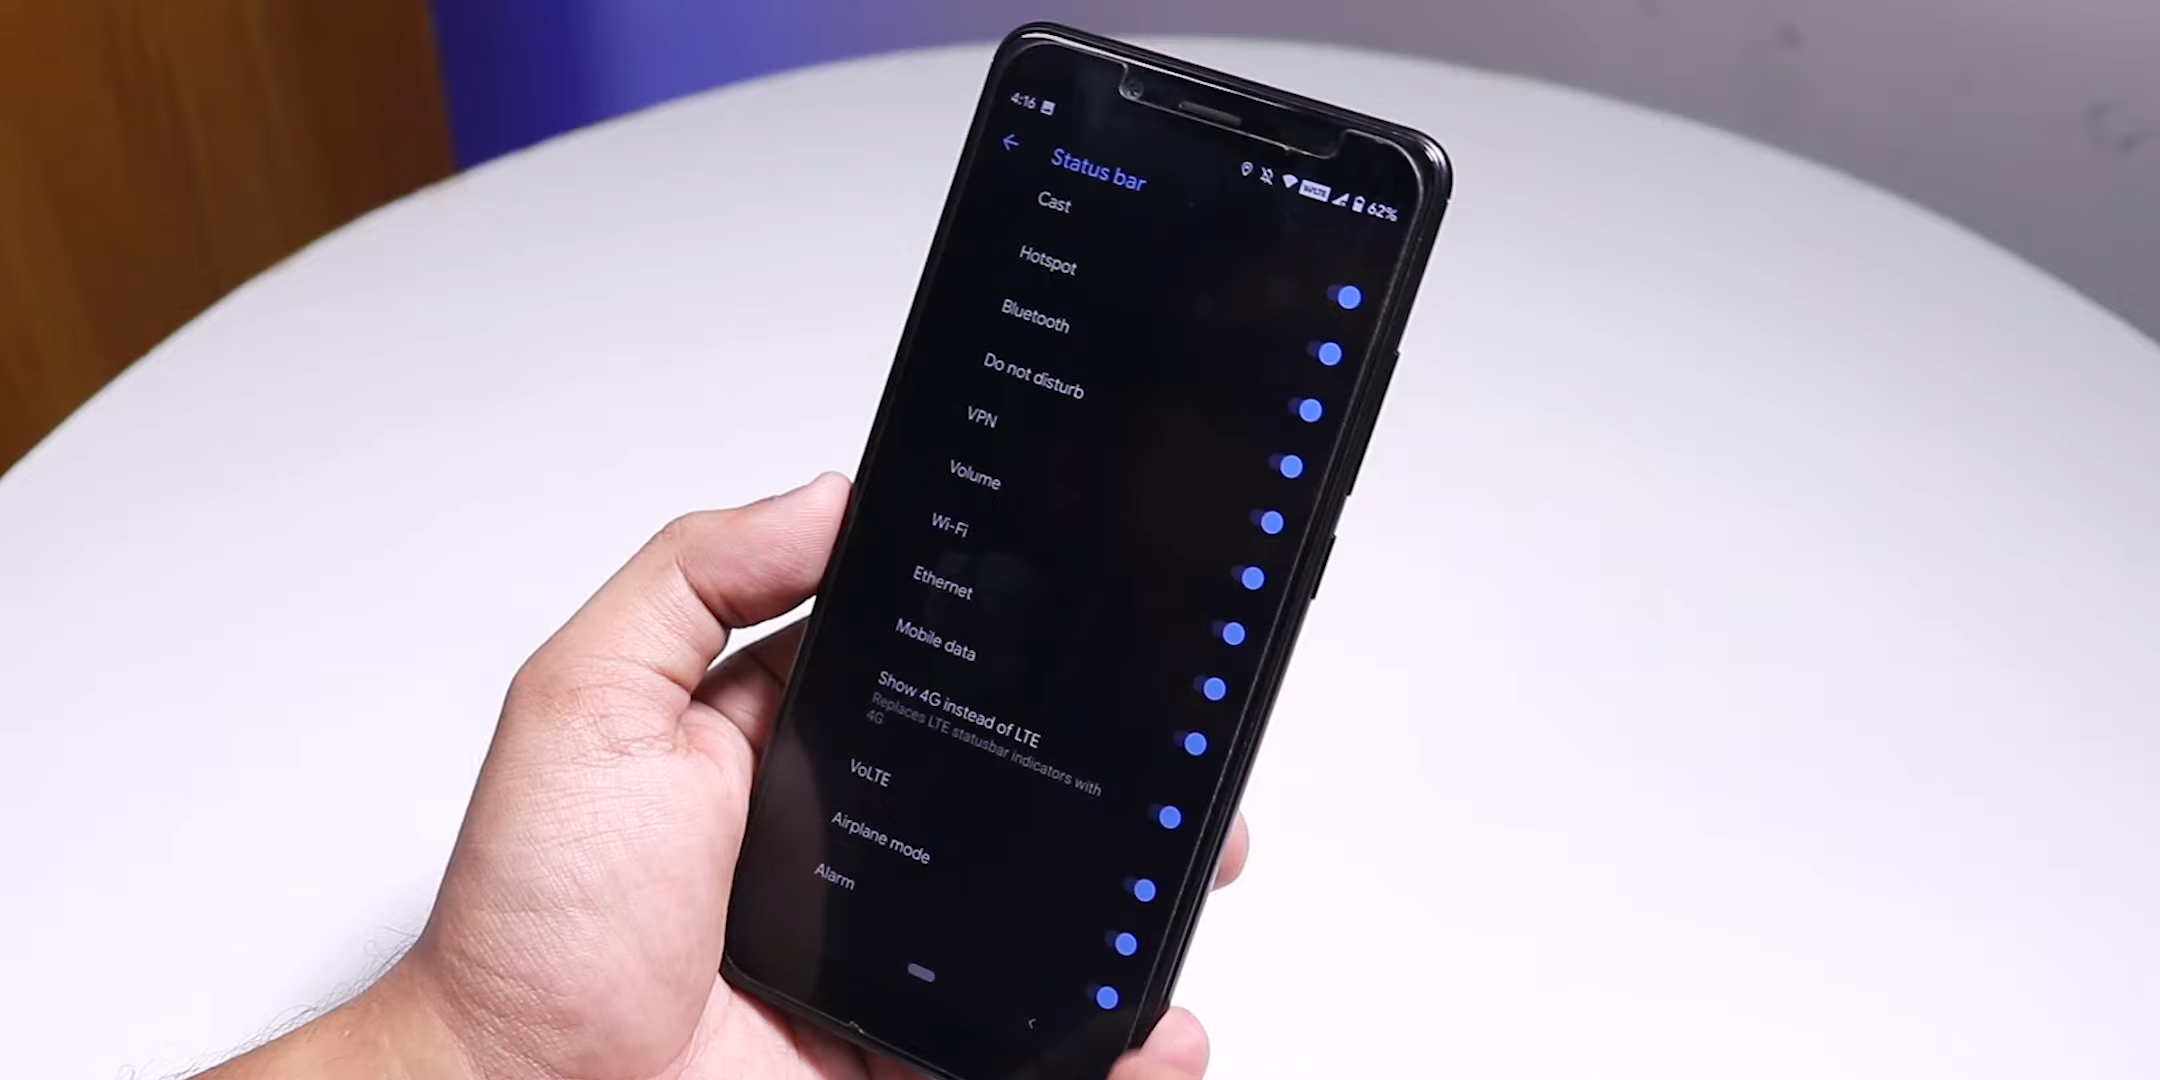 4:16
62%
Status bar
Cast
Hotspot
Bluetooth
Do not disturb
VPN
Volume
Wi-Fi
Ethernet
Mobile data
Show 4G instead of LTE
Replaces LTE statusbar indicators with
4G
VoLTE
Airplane mode
Alarm